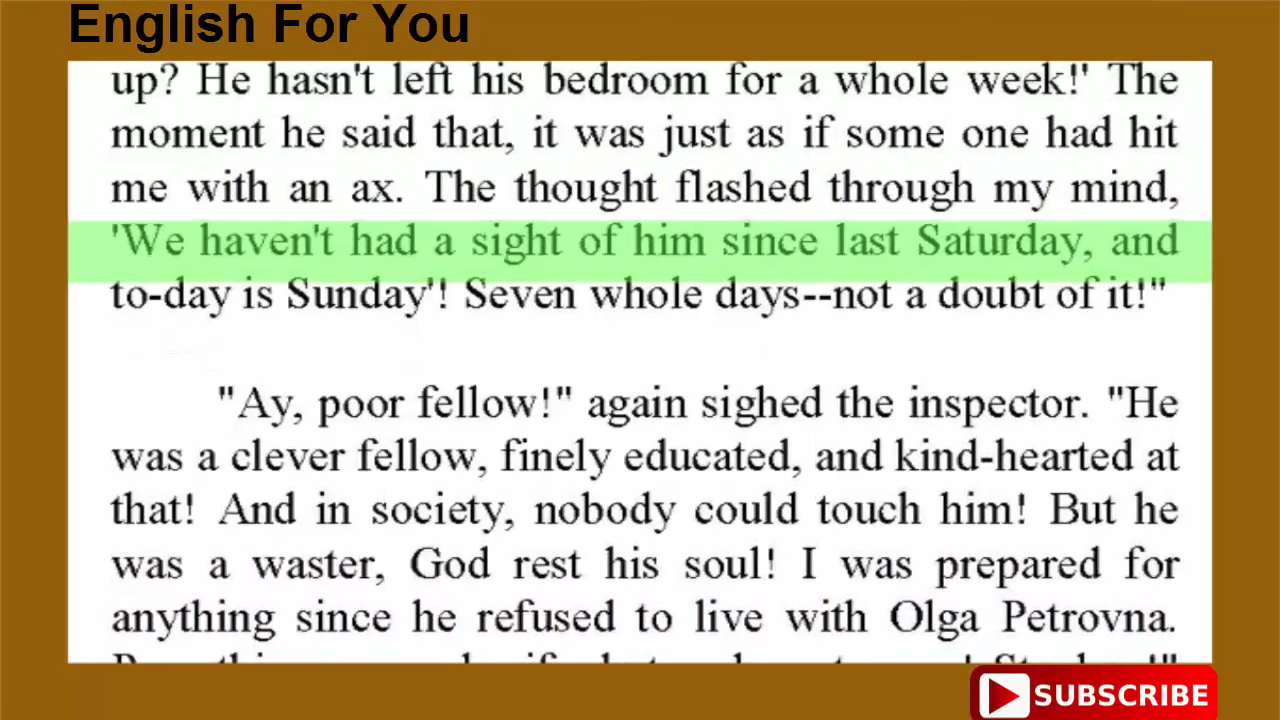 English For You
up? He hasn't left his bedroom for a whole week!' The
moment he said that, it was just as if some one had hit
me with an ax. The thought flashed through my mind,
'We haven't had a sight of him since last Saturday, and
to-day is Sunday'! Seven whole days--not a doubt of it!"
"Ay, poor fellow!" again sighed the inspector. "He
was a clever fellow, finely educated, and kind-hearted at
that! And in society, nobody could touch him! But he
was a waster, God rest his soul! I was prepared for
anything since he refused to live with Olga Petrovna.
SUBSCRIBE